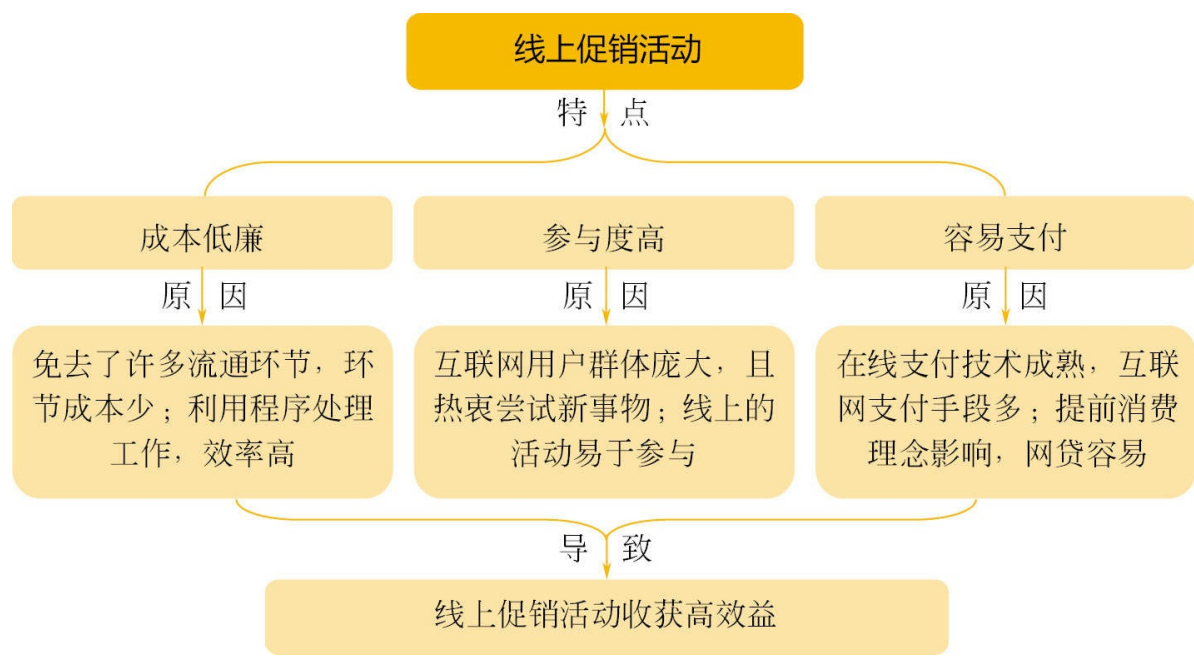 线上促销活动
特点
成本低廉
参与度高
容易支付
原因
原因
原因
免去了许多流通环节，环
节成本少；利用程序处理
工作，效率高
互联网用户群体庞大，且
热衷尝试新事物；线上的
活动易于参与
在线支付技术成熟，互联
网支付手段多；提前消费
理念影响，网贷容易
导致
线上促销活动收获高效益